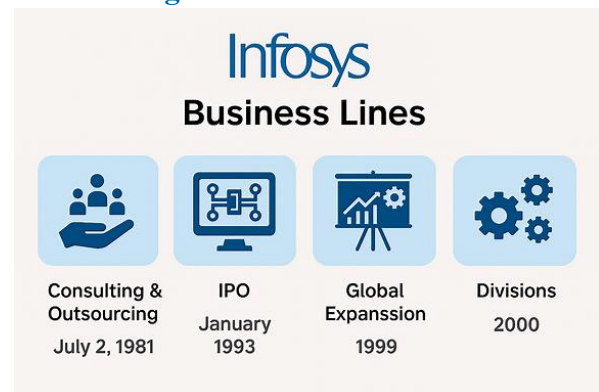 Infosys
Business Lines
Consulting &
Outsourcing
July 2, 1981
IPO
January
1993
Global
Expanssion
1999
Divisions
2000